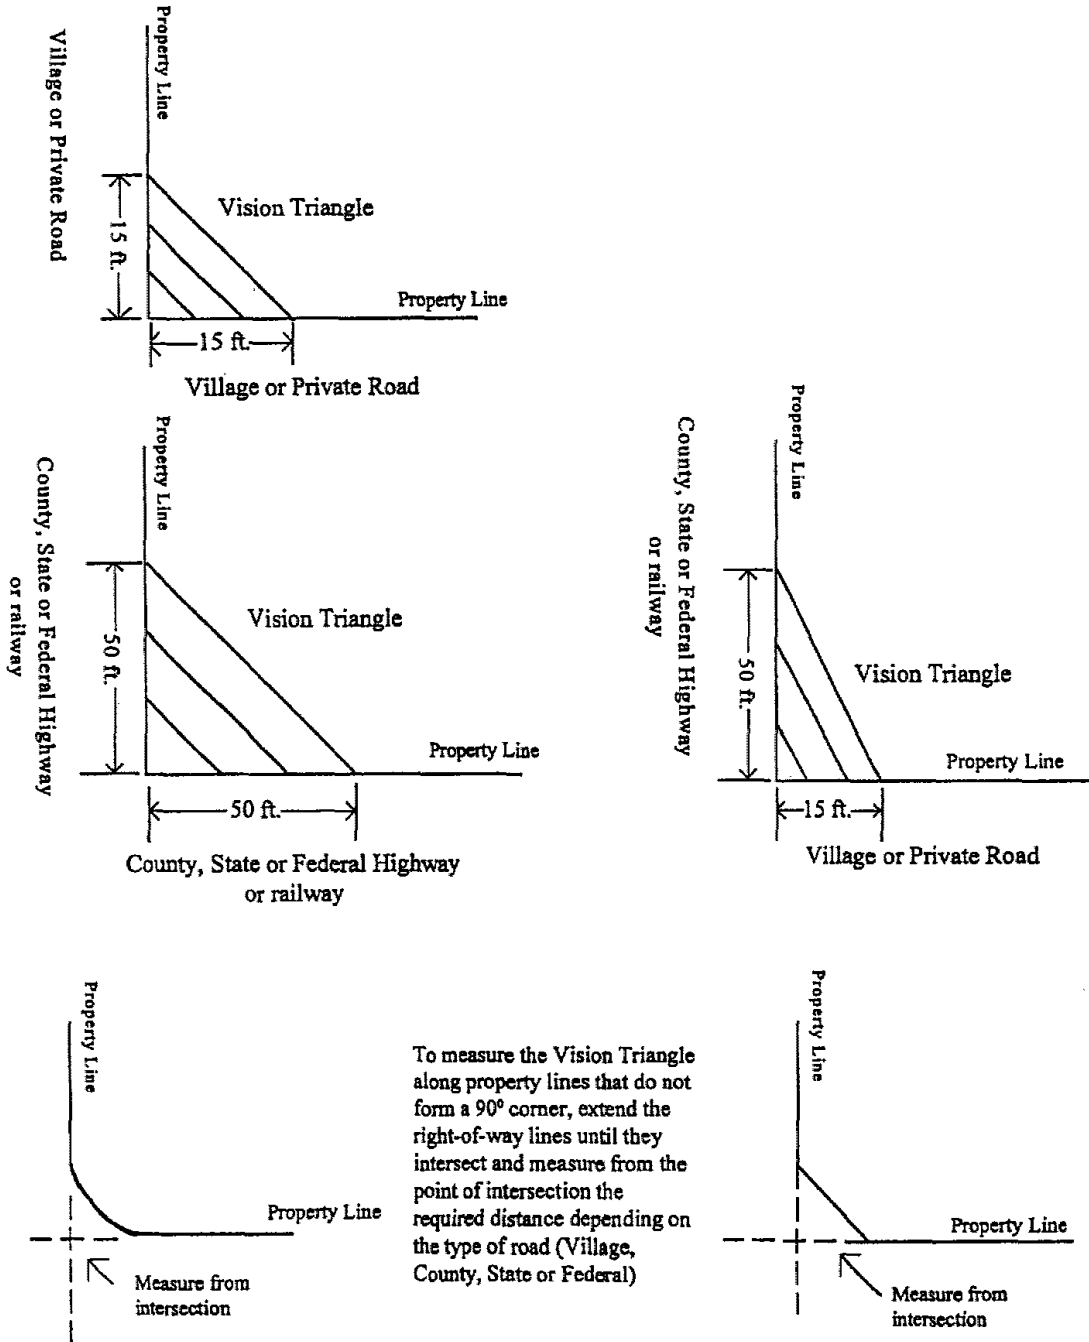 Property Line
Village or Private Road
15 ft.
Vision Triangle
Property Line
15 ft.
Village or Private Road
Property Line
County, State or Federal Highway
or railway
50 ft.
Vision Triangle
Property Line
50 ft.
County, State or Federal Highway
or railway
Property Line
County, State or Federal Highway
or railway
50 ft.
Vision Triangle
Property Line
15 ft.
Village or Private Road
Property Line
Property Line
Measure from
intersection
To measure the Vision Triangle
along property lines that do not
form a 90° corner, extend the
right-of-way lines until they
intersect and measure from the
point of intersection the
required distance depending on
the type of road (Village,
County, State or Federal)
Property Line
Property Line
Measure from
intersection